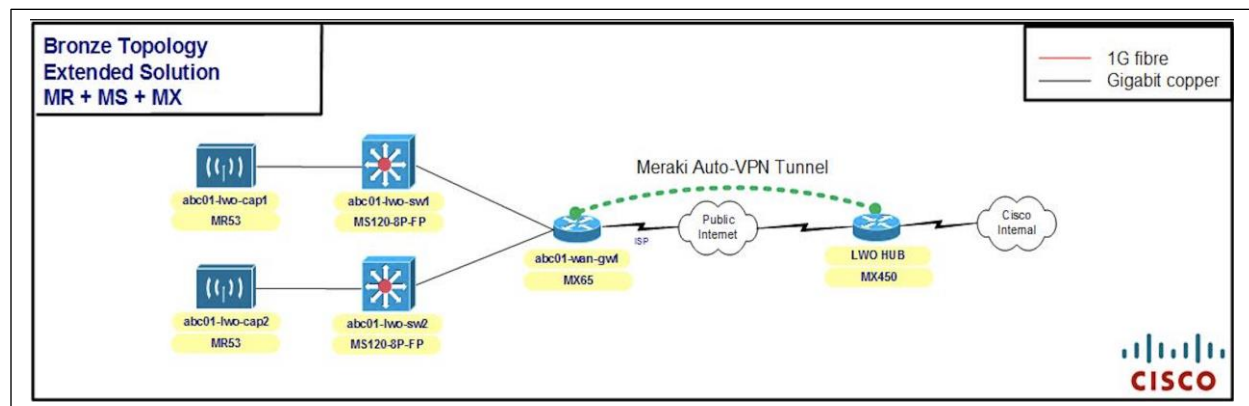 Bronze Topology
Extended Solution
MR + MS + MX
1G fibre
Gigabit copper
Meraki Auto-VPN Tunnel
abc01-lwo-cap1
MR53
abc01-lwo-sw1
MS120-8P-FP
abc01-wan-gw1
MX65
ISP
Public
Internet
LWO HUB
MX450
Cisco
Internal
abc01-lwo-cap2
MR53
abc01-lwo-sw2
MS120-8P-FP
CISCO